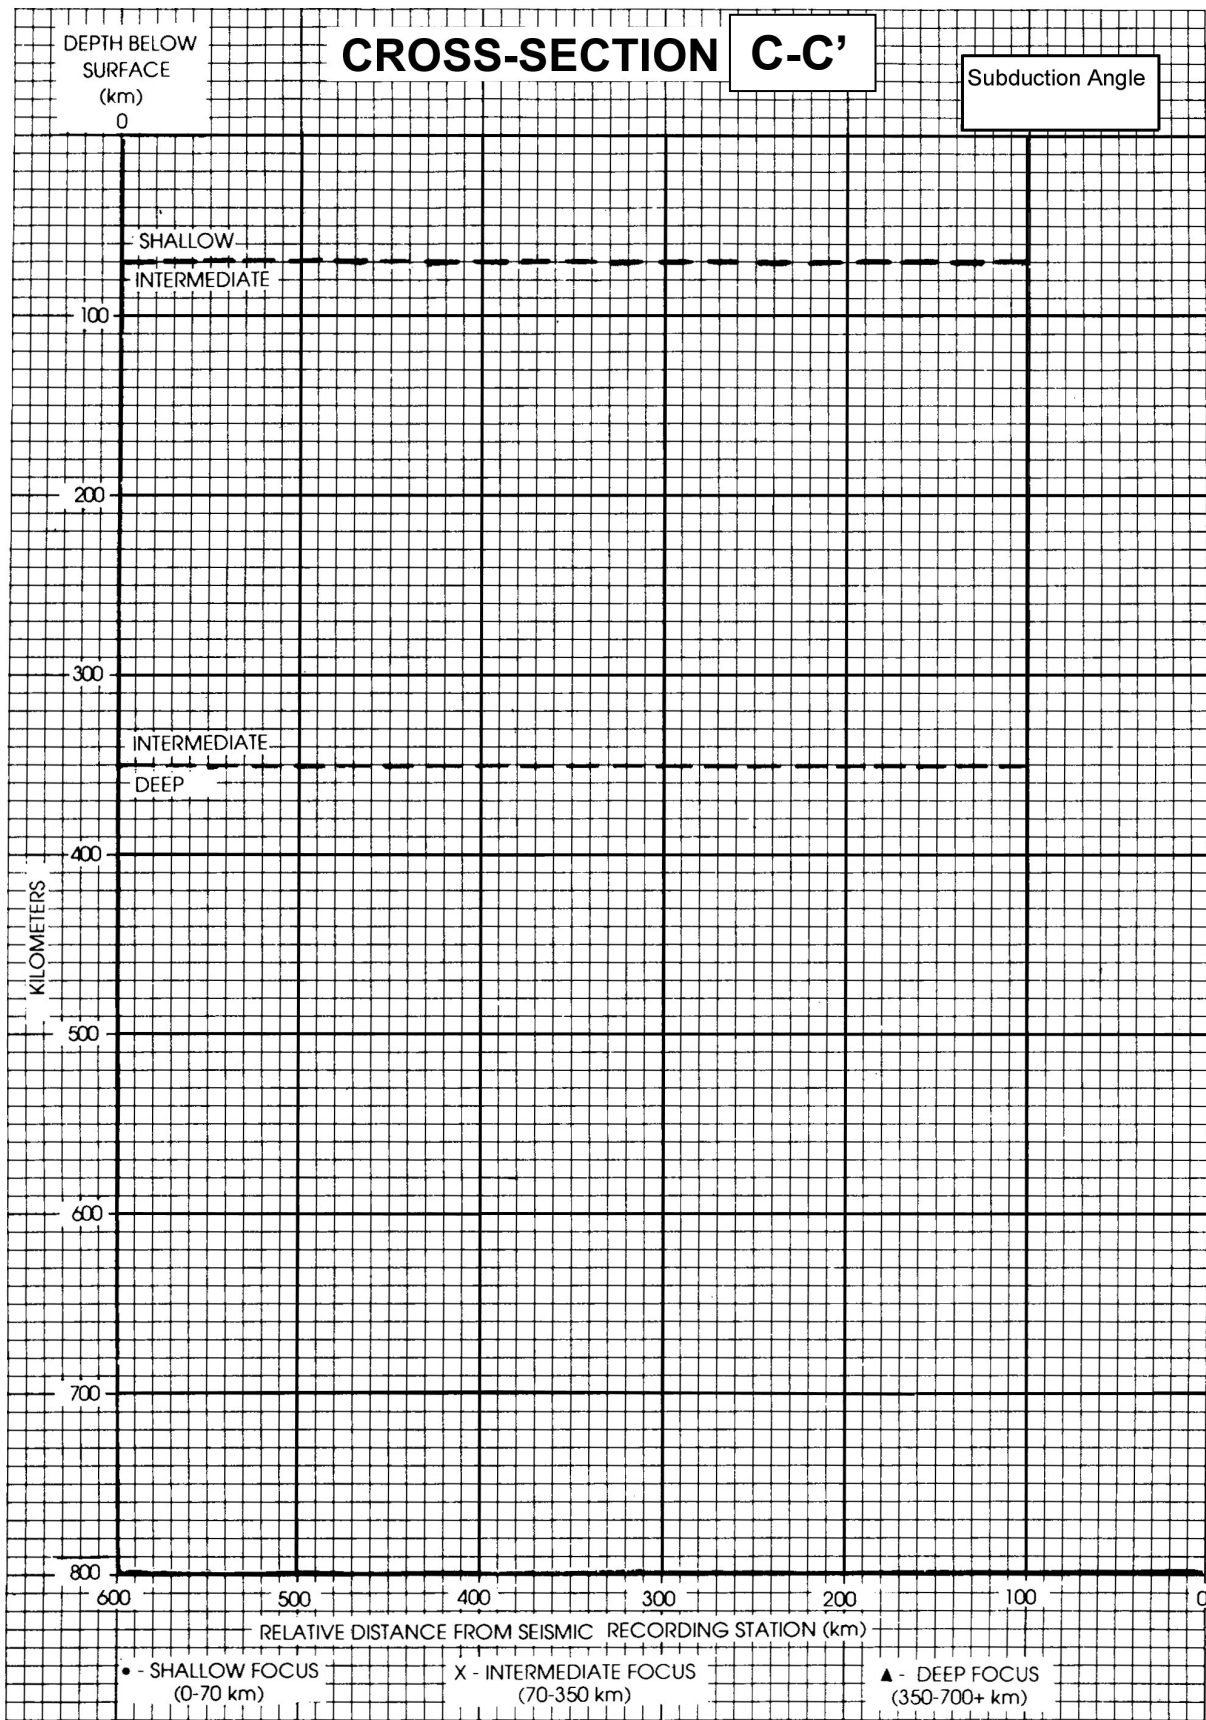 DEPTH BELOW
SURFACE
(km)
0
CROSS-SECTION C-C’
Subduction Angle
SHALLOW
INTERMEDIATE
100
200
300
INTERMEDIATE
DEEP
400
KILOMETERS
500
600
700
800
600 500 400 300 200 100 0
RELATIVE DISTANCE FROM SEISMIC RECORDING STATION (km)
• - SHALLOW FOCUS
(0-70 km)
X - INTERMEDIATE FOCUS
(70-350 km)
▲ - DEEP FOCUS
(350-700+ km)